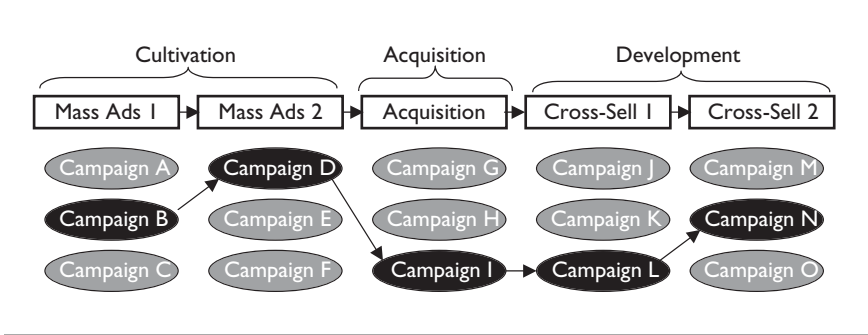 Cultivation Acquisition Development
Mass Ads 1 Mass Ads 2 Acquisition Cross-Sell 1 Cross-Sell 2
Campaign A Campaign D Campaign G Campaign J Campaign M
Campaign B Campaign E Campaign H Campaign K Campaign N
Campaign C Campaign F Campaign I Campaign L Campaign O